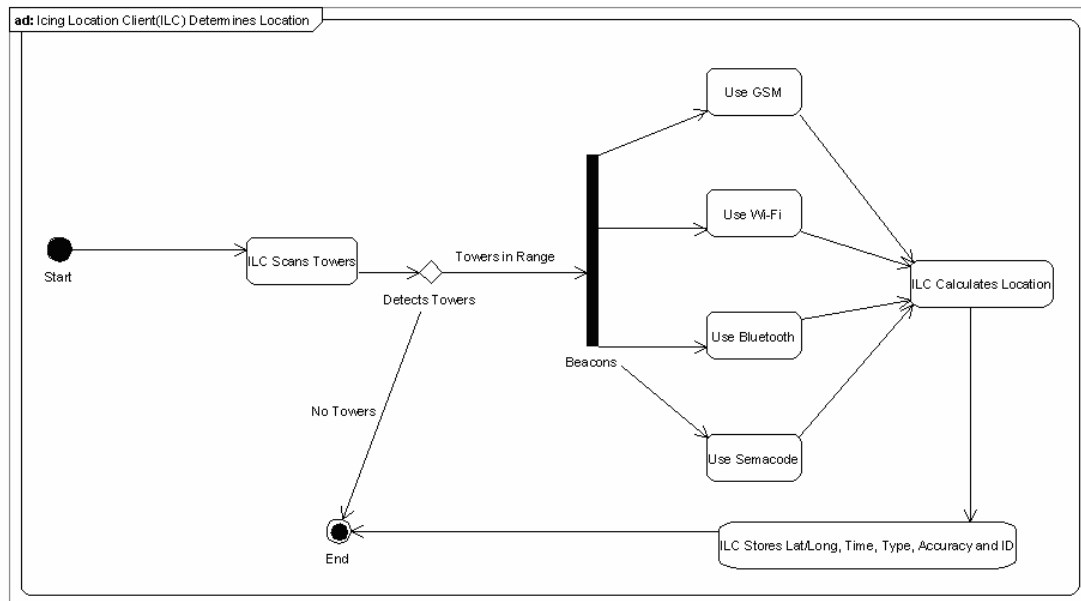 ad: Icing Location Client(ILC) Determines Location
Use GSM
Use Wi-Fi
Start
ILC Scans Towers
Towers in Range
Detects Towers
ILC Calculates Location
Use Bluetooth
Beacons
No Towers
Use Semacode
End
ILC Stores Lat/Long, Time, Type, Accuracy and ID